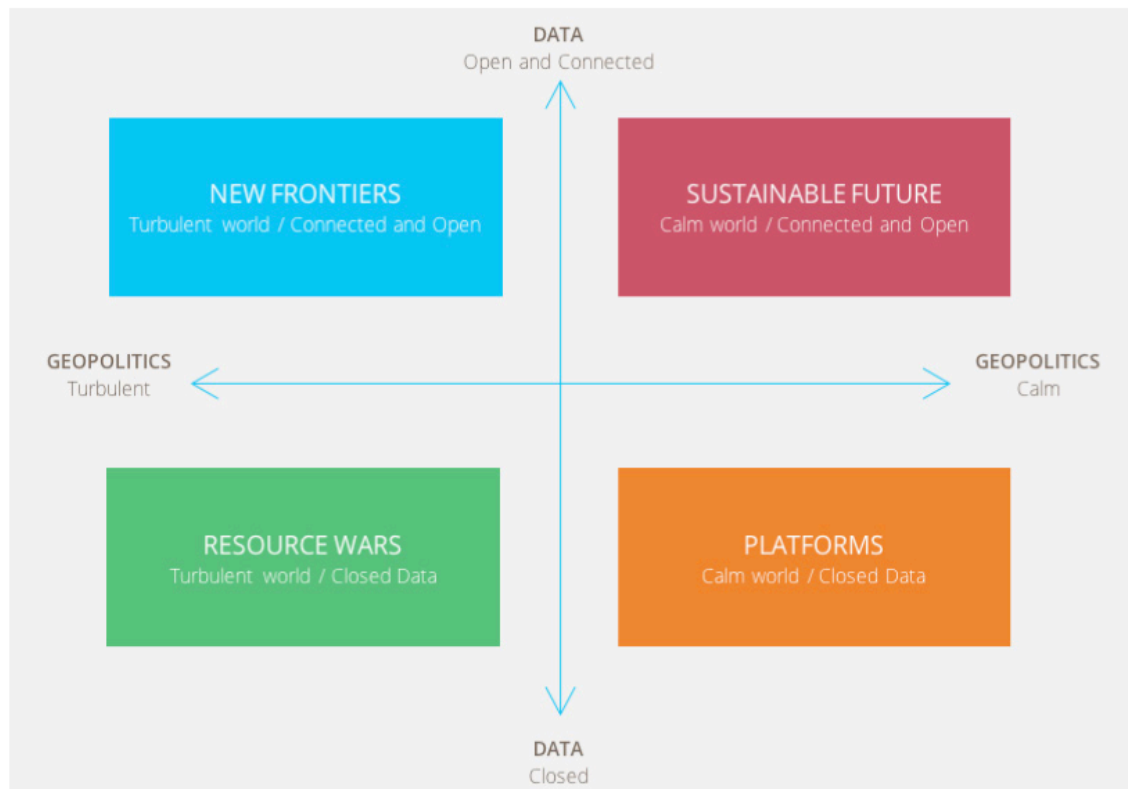 DATA
Open and Connected
NEW FRONTIERS
Turbulent world / Connected and Open
SUSTAINABLE FUTURE
Calm world / Connected and Open
GEOPOLITICS
Turbulent
GEOPOLITICS
Calm
RESOURCE WARS
Turbulent world / Closed Data
PLATFORMS
Calm world / Closed Data
DATA
Closed